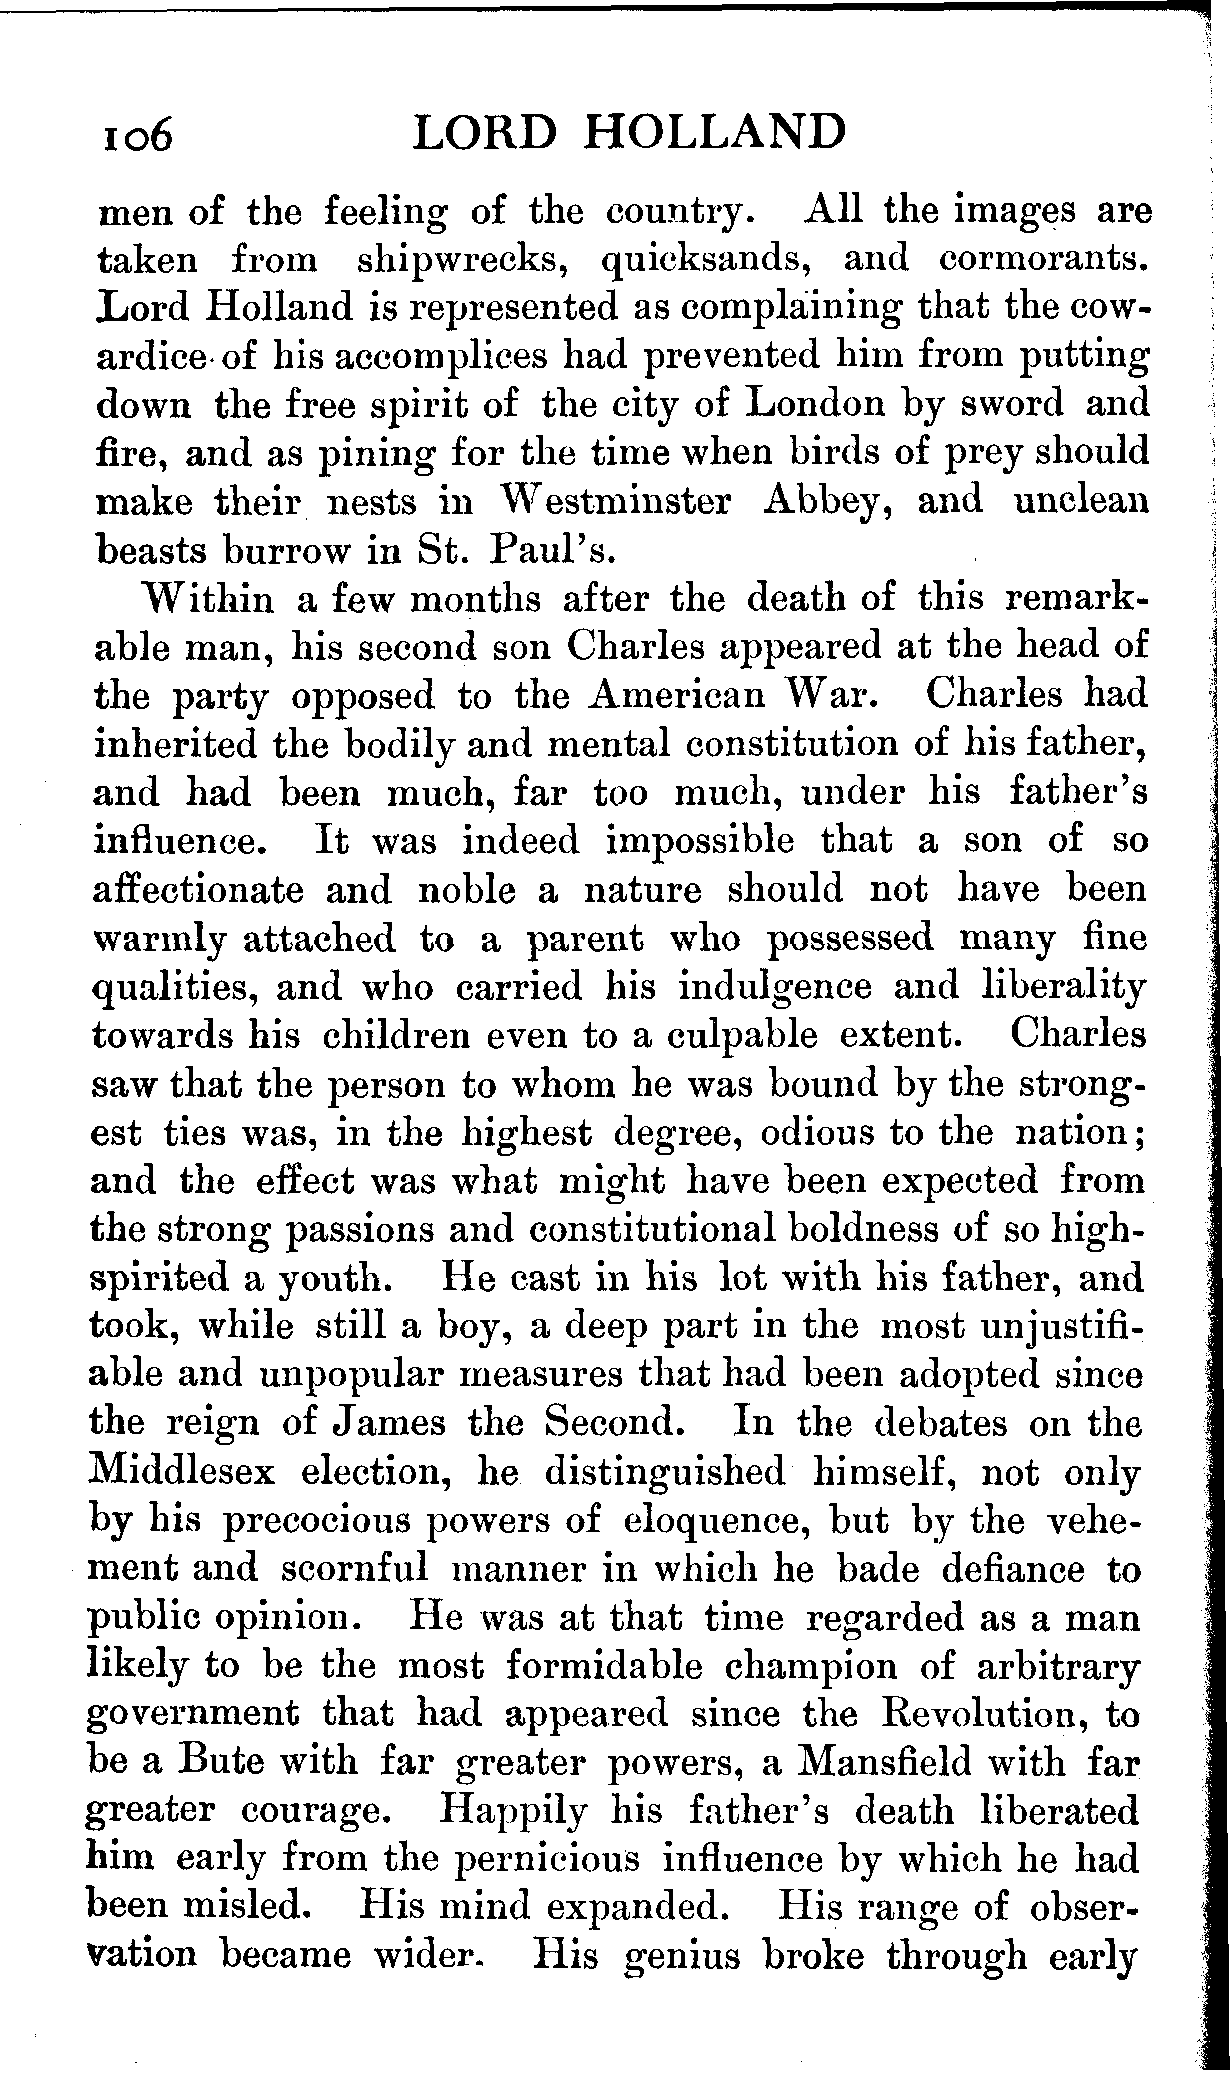 106 LORD HOLLAND
men of the feeling of the country. All the images are
taken from shipwrecks, quicksands, and cormorants.
Lord Holland is represented as complaining that the cow-
ardice of his accomplices had prevented him from putting
down the free spirit of the city of London by sword and
fire, and as pining for the time when birds of prey should
make their nests in Westminster Abbey, and unclean
beasts burrow in St. Paul's.
Within a few months after the death of this remark-
able man, his second son Charles appeared at the head of
the party opposed to the American War. Charles had
inherited the bodily and mental constitution of his father,
and had been much, far too much, under his father's
influence. It was indeed impossible that a son of so
affectionate and noble a nature should not have been
warmly attached to a parent who possessed many fine
qualities, and who carried his indulgence and liberality
towards his children even to a culpable extent. Charles
saw that the person to whom he was bound by the strong-
est ties was, in the highest degree, odious to the nation;
and the effect was what might have been expected from
the strong passions and constitutional boldness of so high-
spirited a youth. He cast in his lot with his father, and
took, while still a boy, a deep part in the most unjustifi-
able and unpopular measures that had been adopted since
the reign of James the Second. In the debates on the
Middlesex election, he distinguished himself, not only
by his precocious powers of eloquence, but by the vehe-
ment and scornful manner in which he bade defiance to
public opinion. He was at that time regarded as a man
likely to be the most formidable champion of arbitrary
government that had appeared since the Revolution, to
be a Bute with far greater powers, a Mansfield with far
greater courage. Happily his father's death liberated
him early from the pernicious influence by which he had
been misled. His mind expanded. His range of obser-
vation became wider. His genius broke through early